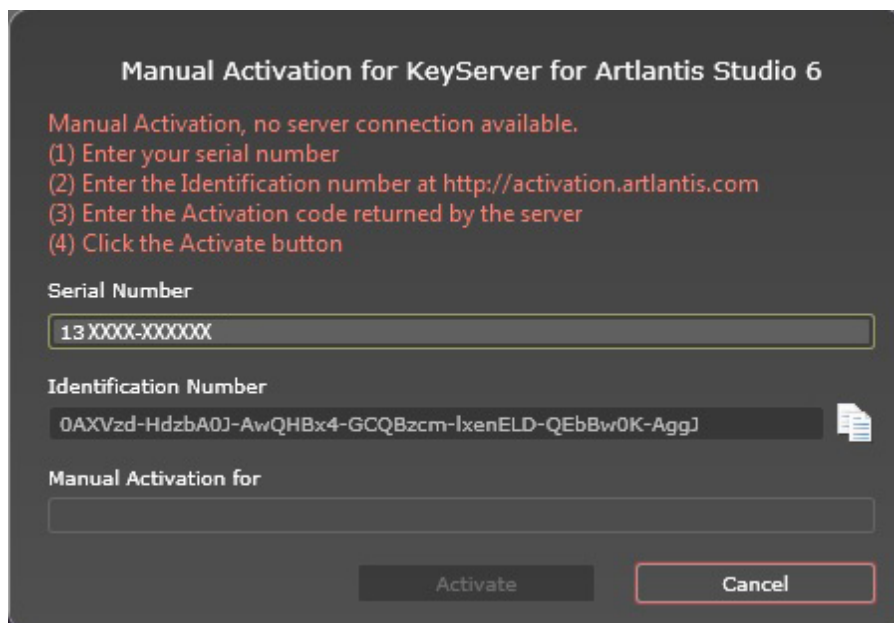 Manual Activation for KeyServer for Artlantis Studio 6
Manual Activation, no server connection available.
(1) Enter your serial number
(2) Enter the Identification number at http://activation.artlantis.com
(3) Enter the Activation code returned by the server
(4) Click the Activate button
Serial Number
13XXXX-XXXXXX
Identification Number
0AXVzd-HdzbA0J-AwQHBx4-GCQBzcm-lxenELD-QEbBw0K-AggJ
Manual Activation for
Activate
Cancel